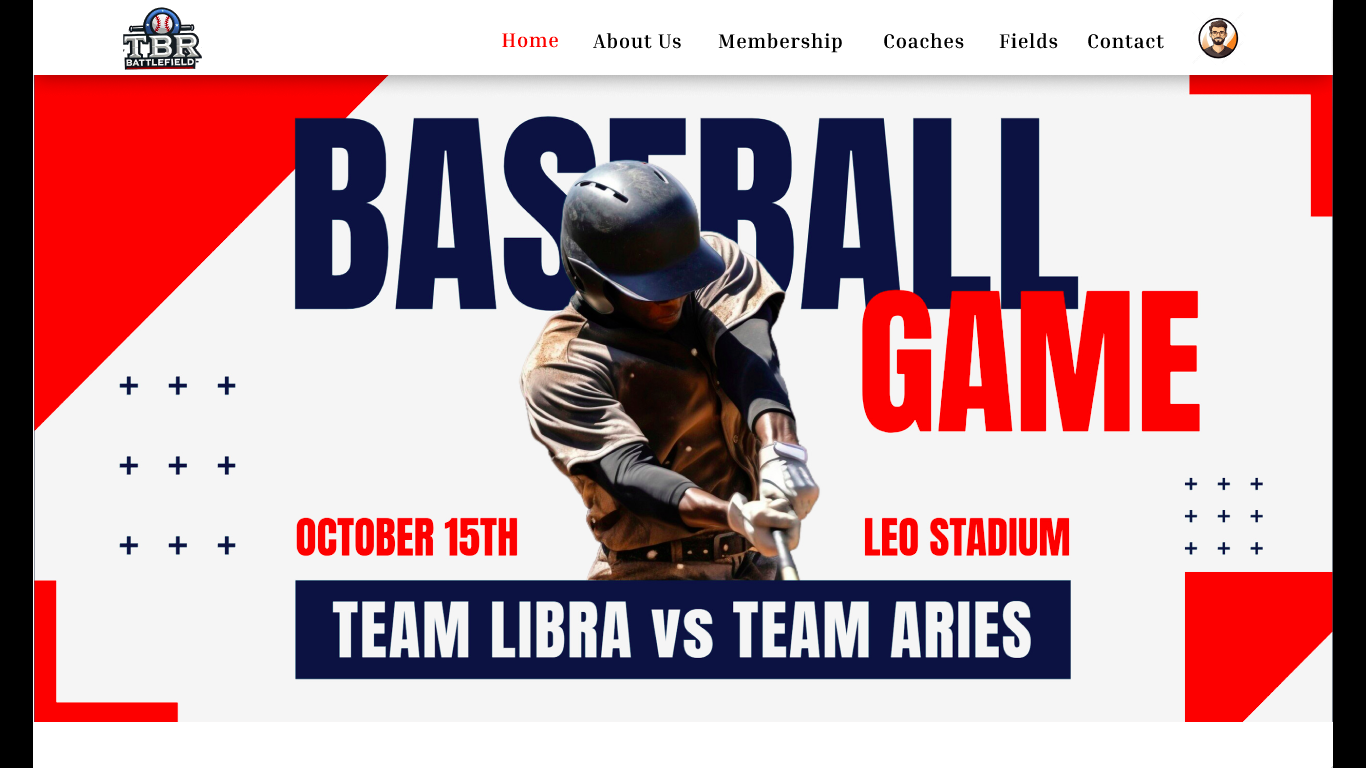 TBR
BATTLEFIELD
Home About Us Membership Coaches Fields Contact
BASEBALL
GAME
OCTOBER 15TH
LEO STADIUM
TEAM LIBRA vs TEAM ARIES